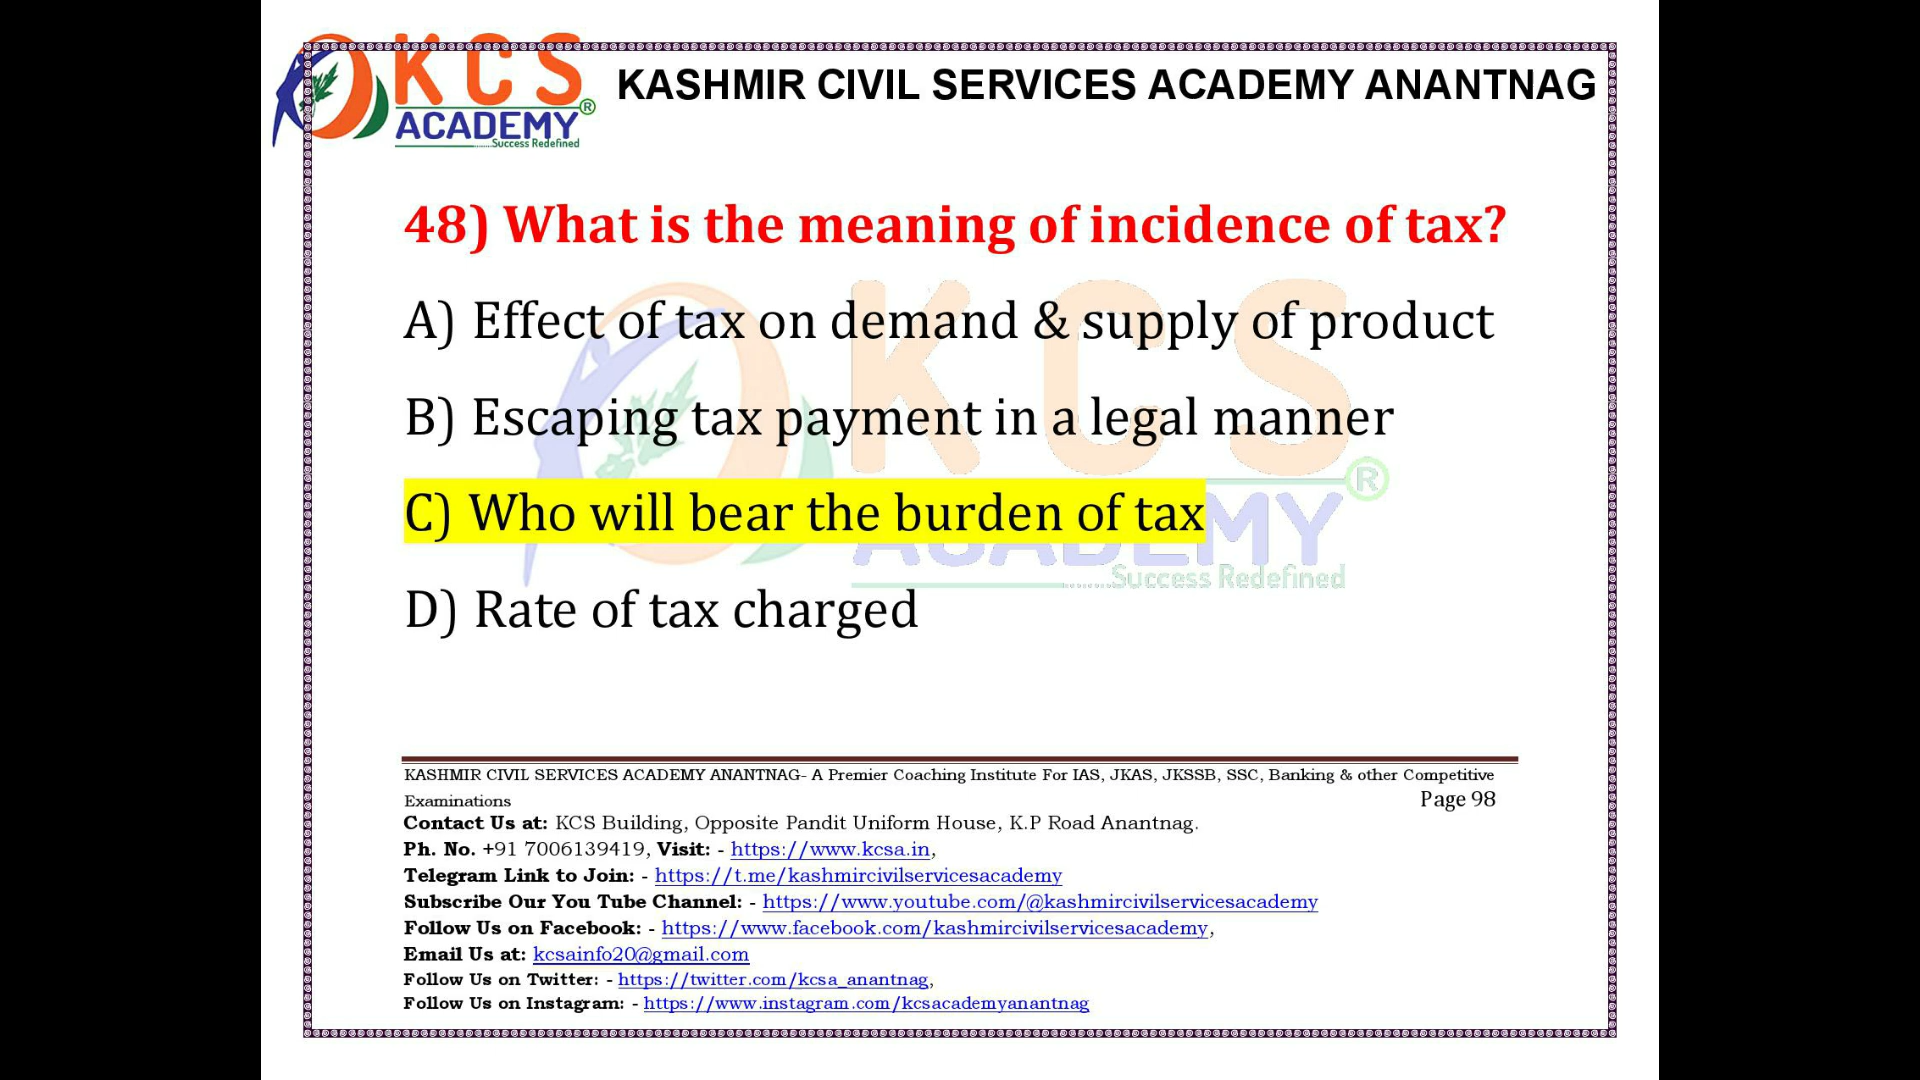 KCS
ACADEMY®
.........Success Redefined
KASHMIR CIVIL SERVICES ACADEMY ANANTNAG
48) What is the meaning of incidence of tax?
A) Effect of tax on demand & supply of product
B) Escaping tax payment in a legal manner
C) Who will bear the burden of tax
D) Rate of tax charged
KCS
ACADEMY®
.........Success Redefined
KASHMIR CIVIL SERVICES ACADEMY ANANTNAG- A Premier Coaching Institute For IAS, JKAS, JKSSB, SSC, Banking & other Competitive
Examinations Page 98
Contact Us at: KCS Building, Opposite Pandit Uniform House, K.P Road Anantnag.
Ph. No. +91 7006139419, Visit: - https://www.kcsa.in,
Telegram Link to Join: - https://t.me/kashmircivilservicesacademy
Subscribe Our You Tube Channel: - https://www.youtube.com/@kashmircivilservicesacademy
Follow Us on Facebook: - https://www.facebook.com/kashmircivilservicesacademy,
Email Us at: kcsainfo20@gmail.com
Follow Us on Twitter: - https://twitter.com/kcsa_anantnag,
Follow Us on Instagram: - https://www.instagram.com/kcsacademyanantnag